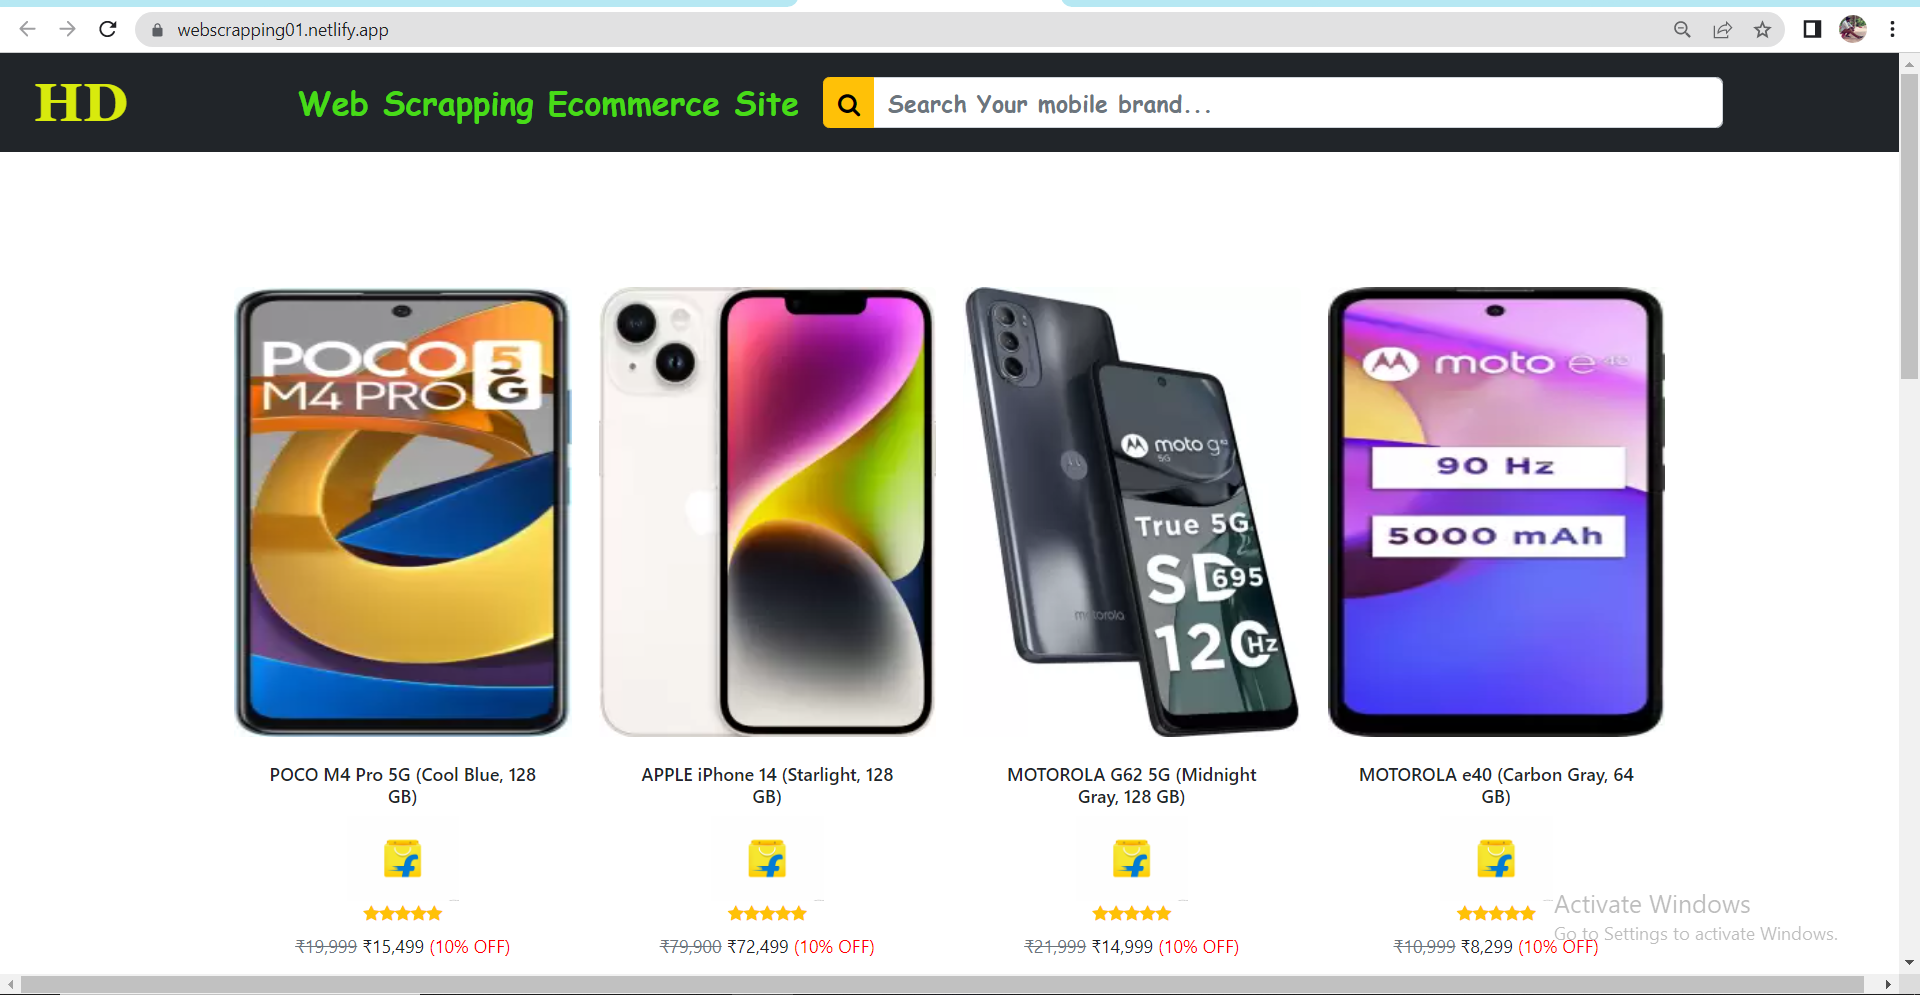 webscrapping01.netlify.app
HD
Web Scrapping Ecommerce Site
Search Your mobile brand...
POCO 5G
M4 PRO
moto g
5G
True 5G
SD 695
120Hz
motorola
moto e40
90 Hz
5000 mAh
POCO M4 Pro 5G (Cool Blue, 128
GB)
APPLE iPhone 14 (Starlight, 128
GB)
MOTOROLA G62 5G (Midnight
Gray, 128 GB)
MOTOROLA e40 (Carbon Gray, 64
GB)
₹19,999 ₹15,499 (10% OFF)
₹79,900 ₹72,499 (10% OFF)
₹21,999 ₹14,999 (10% OFF)
₹10,999 ₹8,299 (10% OFF)
Activate Windows
Go to Settings to activate Windows.